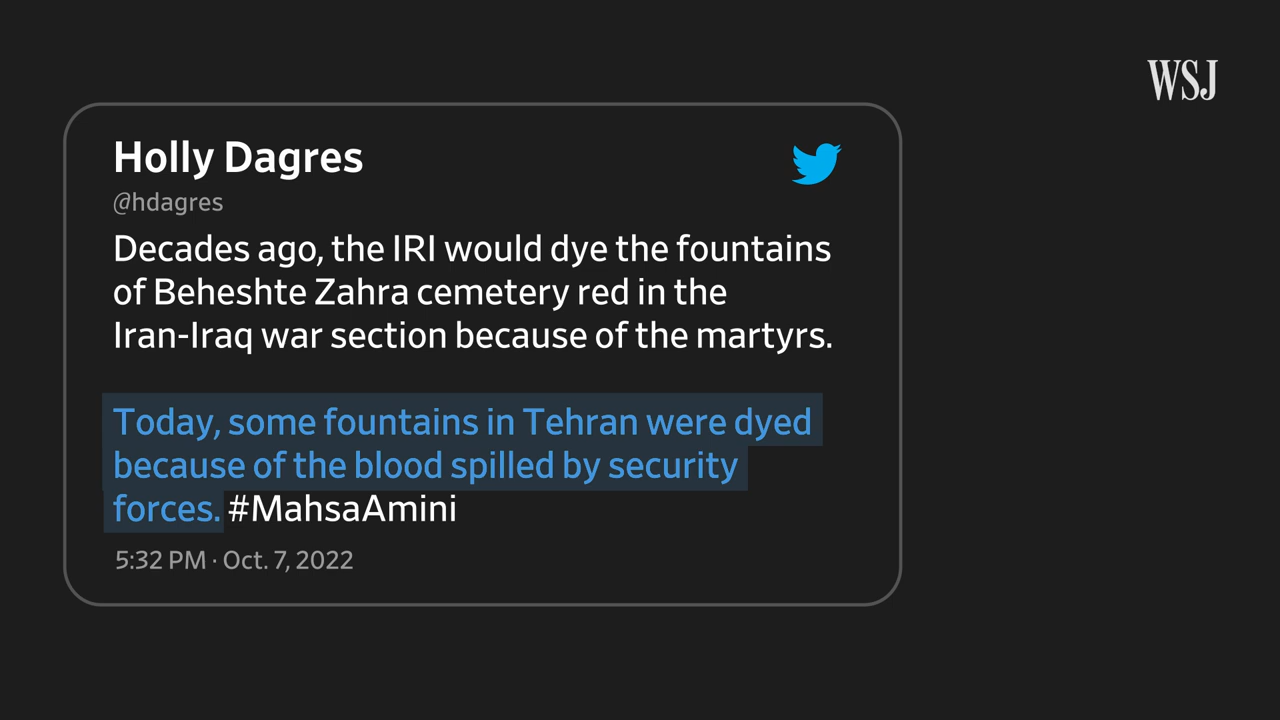 WSJ
Holly Dagres
@hdagres
Decades ago, the IRI would dye the fountains
of Beheshte Zahra cemetery red in the
Iran-Iraq war section because of the martyrs.
Today, some fountains in Tehran were dyed
because of the blood spilled by security
forces. #MahsaAmini
5:32 PM · Oct. 7, 2022